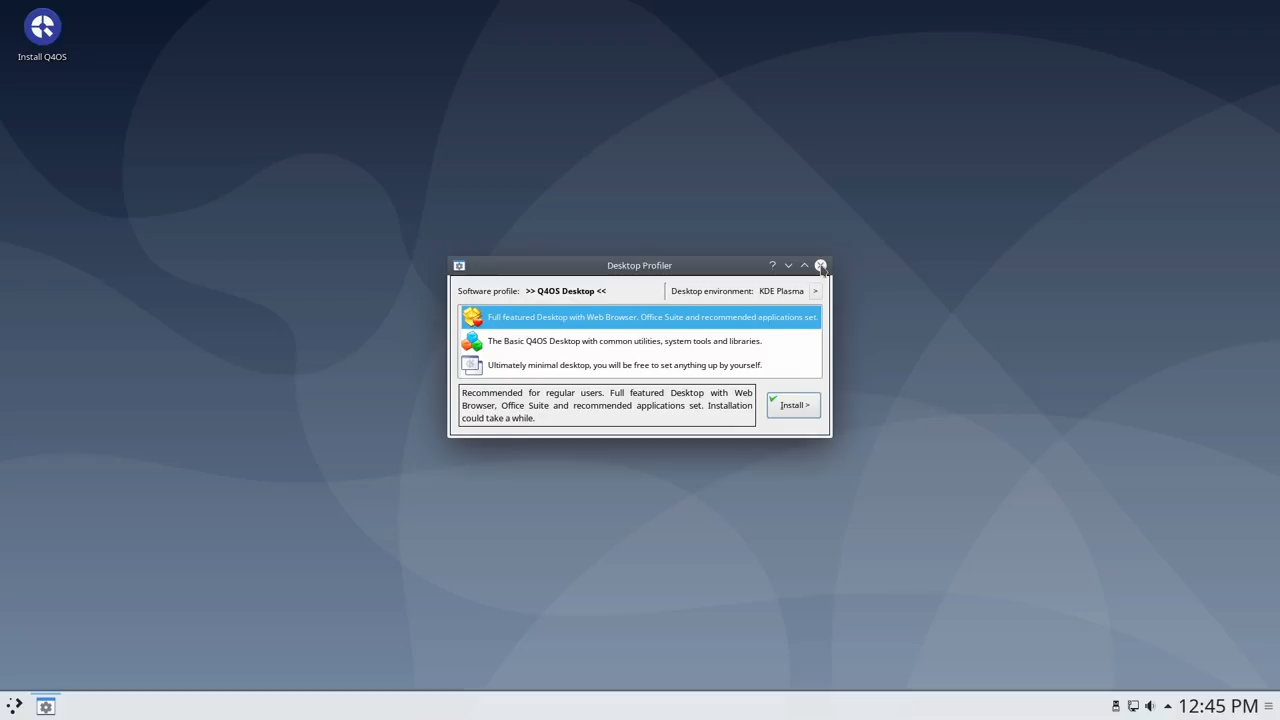 Install Q4OS
Desktop Profiler
Software profile: >> Q4OS Desktop << Desktop environment: KDE Plasma >
Full featured Desktop with Web Browser. Office Suite and recommended applications set.
The Basic Q4OS Desktop with common utilities, system tools and libraries.
Ultimately minimal desktop, you will be free to set anything up by yourself.
Recommended for regular users. Full featured Desktop with Web
Browser, Office Suite and recommended applications set. Installation
could take a while.
Install >
12:45 PM